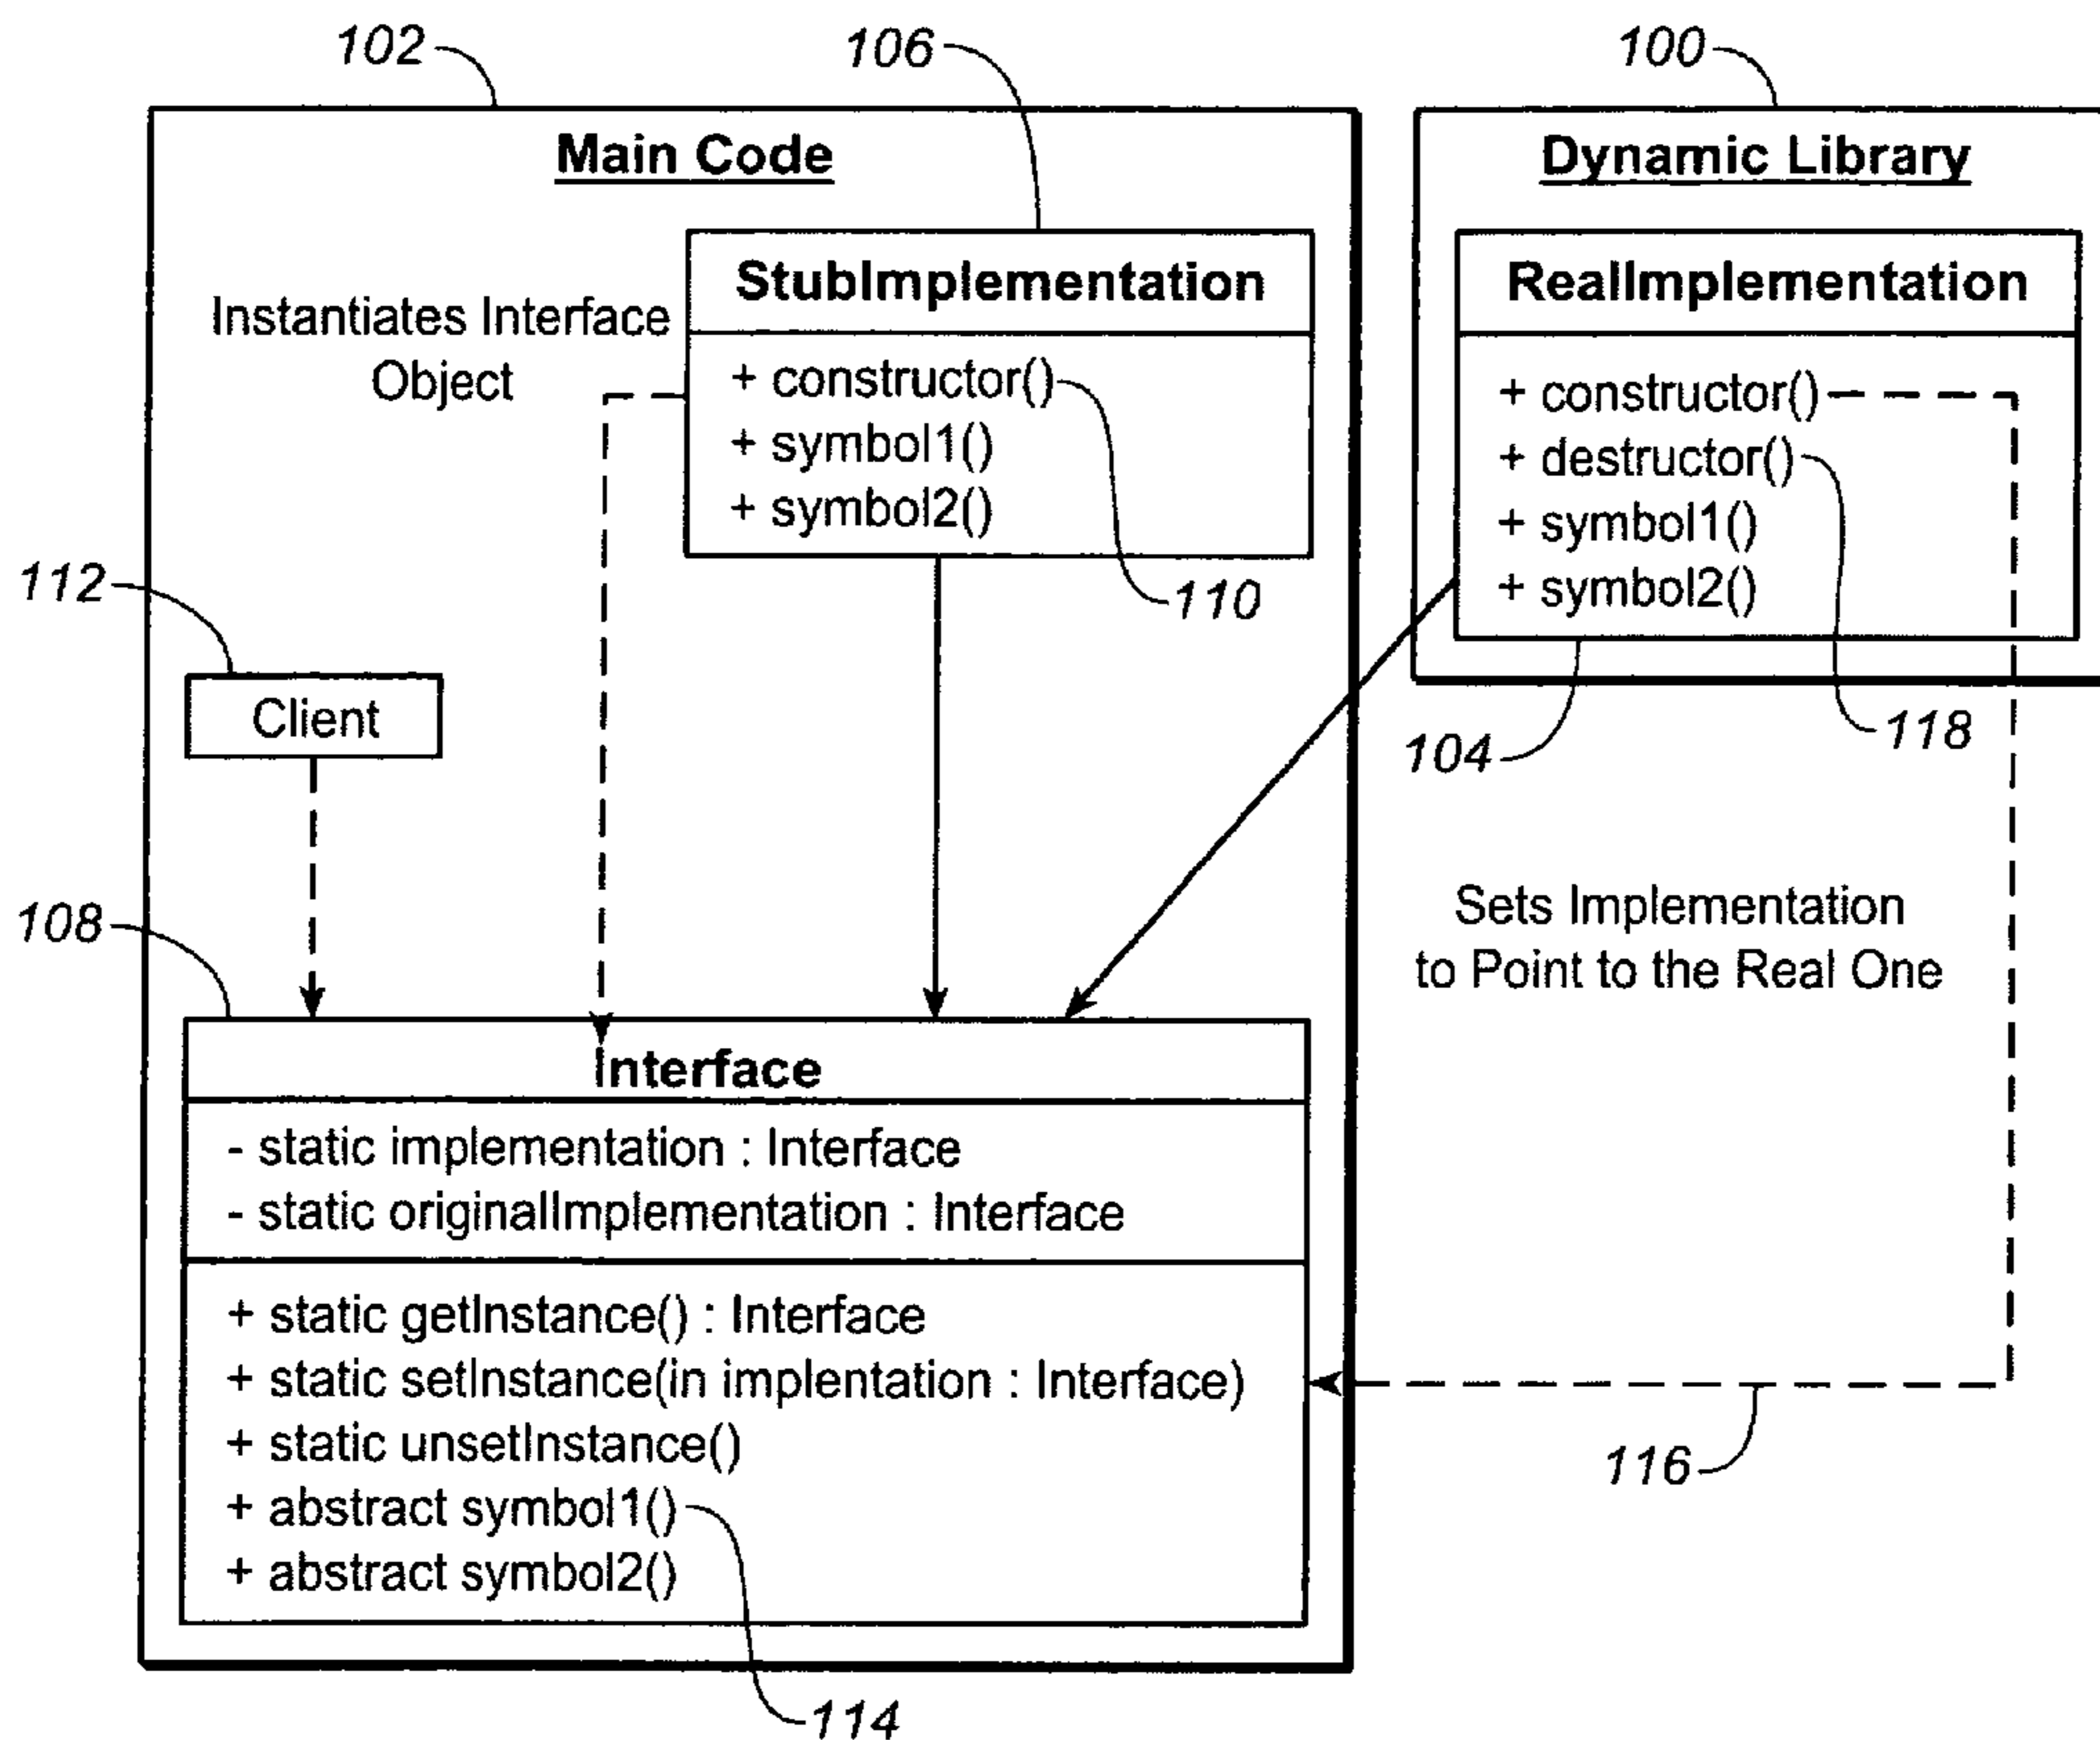 102
106
100
Main Code
Dynamic Library
StubImplementation
RealImplementation
Instantiates Interface
Object
+ constructor()
+ symbol1()
+ symbol2()
110
+ constructor()
+ destructor()
+ symbol1()
+ symbol2()
112
Client
104
118
108
Sets Implementation
to Point to the Real One
Interface
- static implementation : Interface
- static originalImplementation : Interface
+ static getInstance() : Interface
+ static setInstance(in implentation : Interface)
+ static unsetInstance()
+ abstract symbol1()
+ abstract symbol2()
116
114